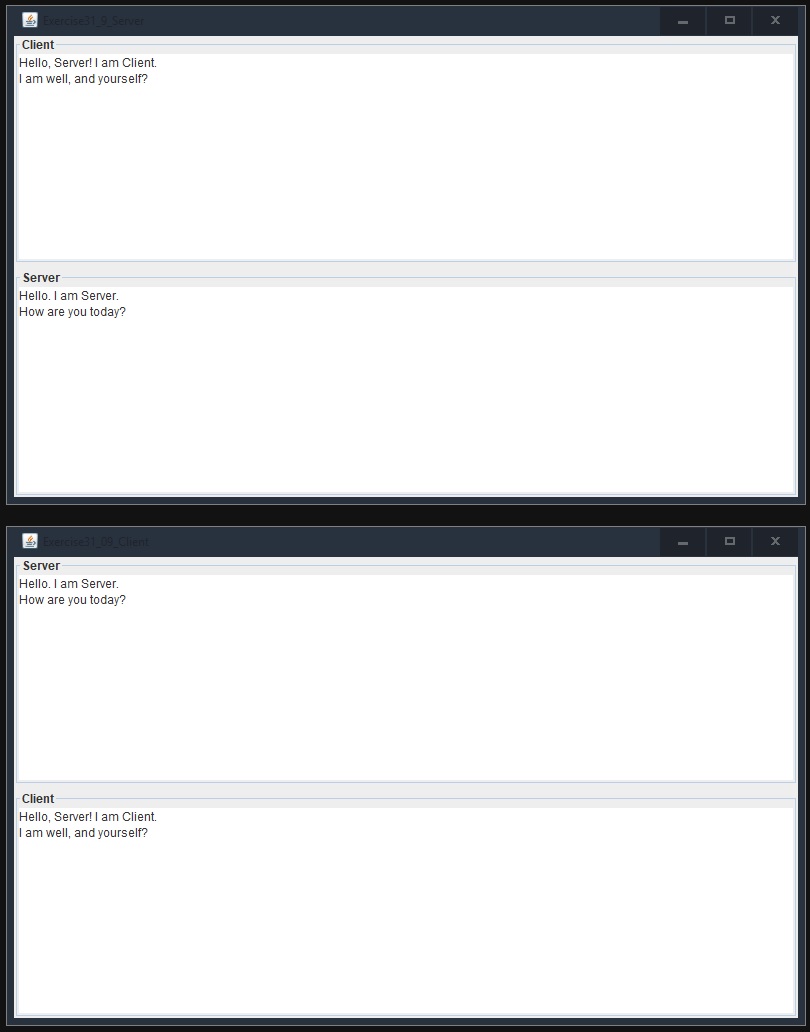 Exercise31_9_Server
Client
Hello, Server! I am Client.
I am well, and yourself?
Server
Hello. I am Server.
How are you today?
Exercise31_09_Client
Server
Hello. I am Server.
How are you today?
Client
Hello, Server! I am Client.
I am well, and yourself?